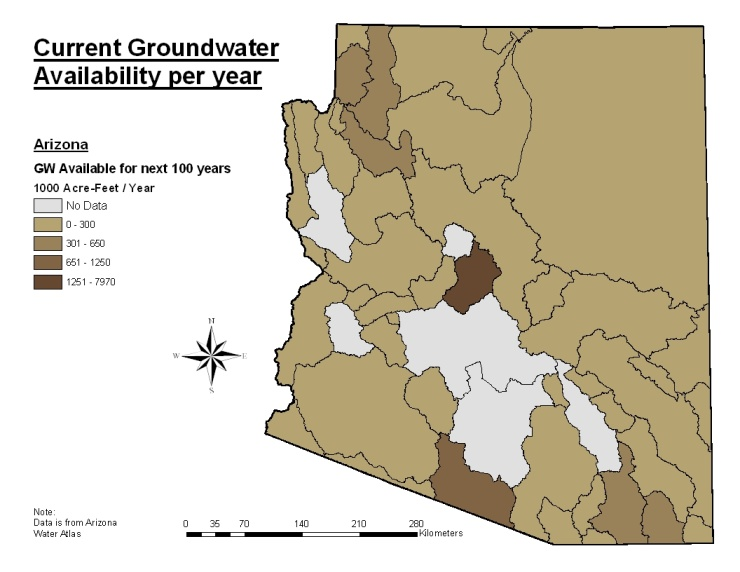 Current Groundwater
Availability per year
Arizona
GW Available for next 100 years
1000 Acre-Feet / Year
No Data
0 - 300
301 - 650
651 - 1250
1251 - 7970
N
W E
S
Note:
Data is from Arizona
Water Atlas
0 35 70 140 210 280
Kilometers